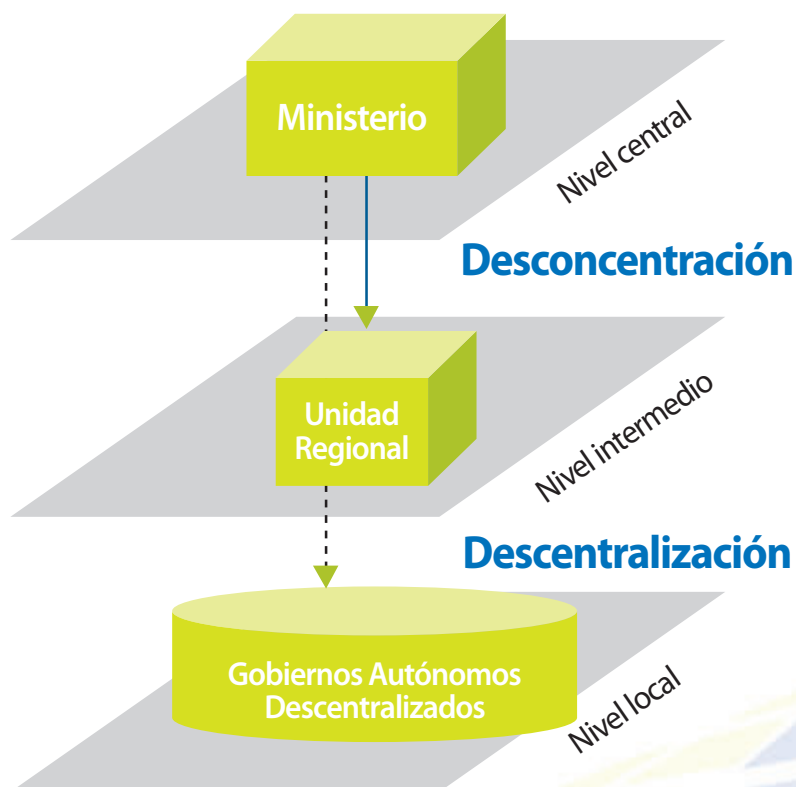 Ministerio
Nivel central
Desconcentración
Unidad
Regional
Nivel intermedio
Descentralización
Gobiernos Autónomos
Descentralizados
Nivel local